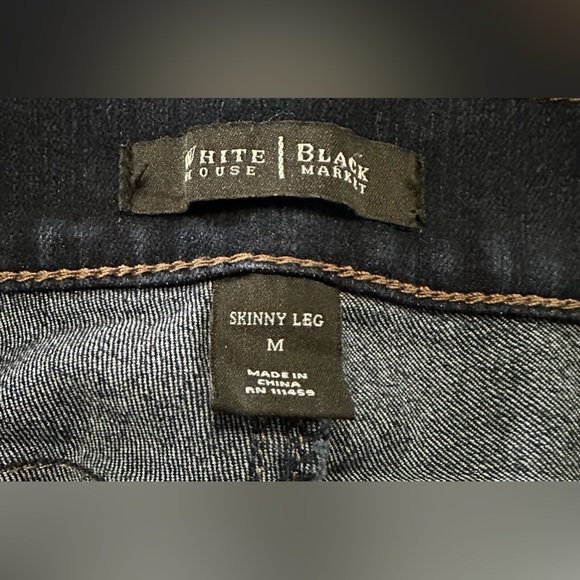 WHITE | BLACK
HOUSE | MARKET
SKINNY LEG
M
MADE IN
CHINA
RN 111459